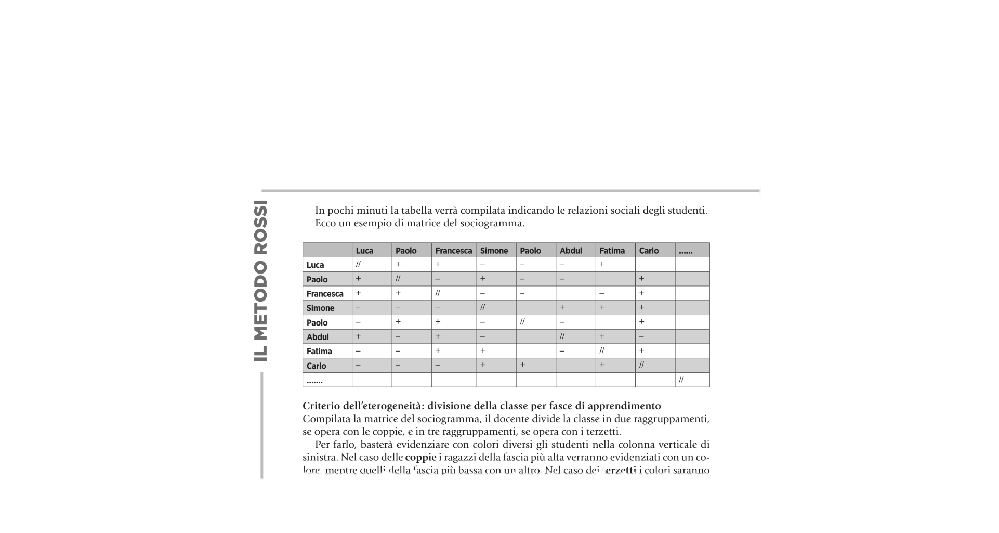 IL METODO ROSSI
In pochi minuti la tabella verrà compilata indicando le relazioni sociali degli studenti.
Ecco un esempio di matrice del sociogramma.
Luca Paolo Francesca Simone Paolo Abdul Fatima Carlo ......
Luca // + + – – – +
Paolo + // – + – – +
Francesca + + // – – – +
Simone – – – // + + +
Paolo – + + – // – +
Abdul + – + – // + –
Fatima – – + + – // +
Carlo – – – + + + //
....... //
Criterio dell’eterogeneità: divisione della classe per fasce di apprendimento
Compilata la matrice del sociogramma, il docente divide la classe in due raggruppamenti,
se opera con le coppie, e in tre raggruppamenti, se opera con i terzetti.
Per farlo, basterà evidenziare con colori diversi gli studenti nella colonna verticale di
sinistra. Nel caso delle coppie i ragazzi della fascia più alta verranno evidenziati con un co-
lore mentre quelli della fascia più bassa con un altro Nel caso dei terzetti i colori saranno